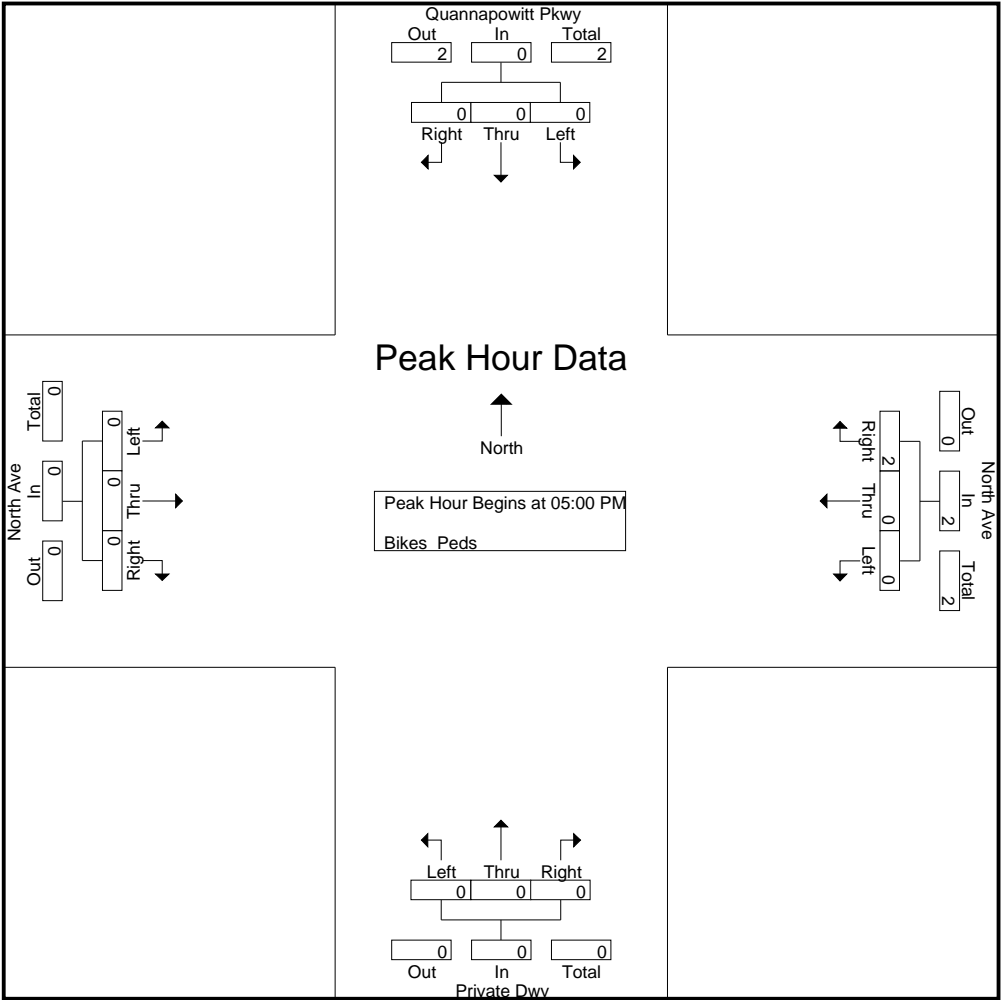 Quannapowitt Pkwy
Out In Total
2 0 2
0 0 0
Right Thru Left
Peak Hour Data
North
Peak Hour Begins at 05:00 PM
Bikes Peds
North Ave
Out In Total
0 0 0
0 0 0
Right Thru Left
North Ave
Out In Total
0 2 2
2 0 0
Right Thru Left
Left Thru Right
0 0 0
0 0 0
Out In Total
Private Dwy